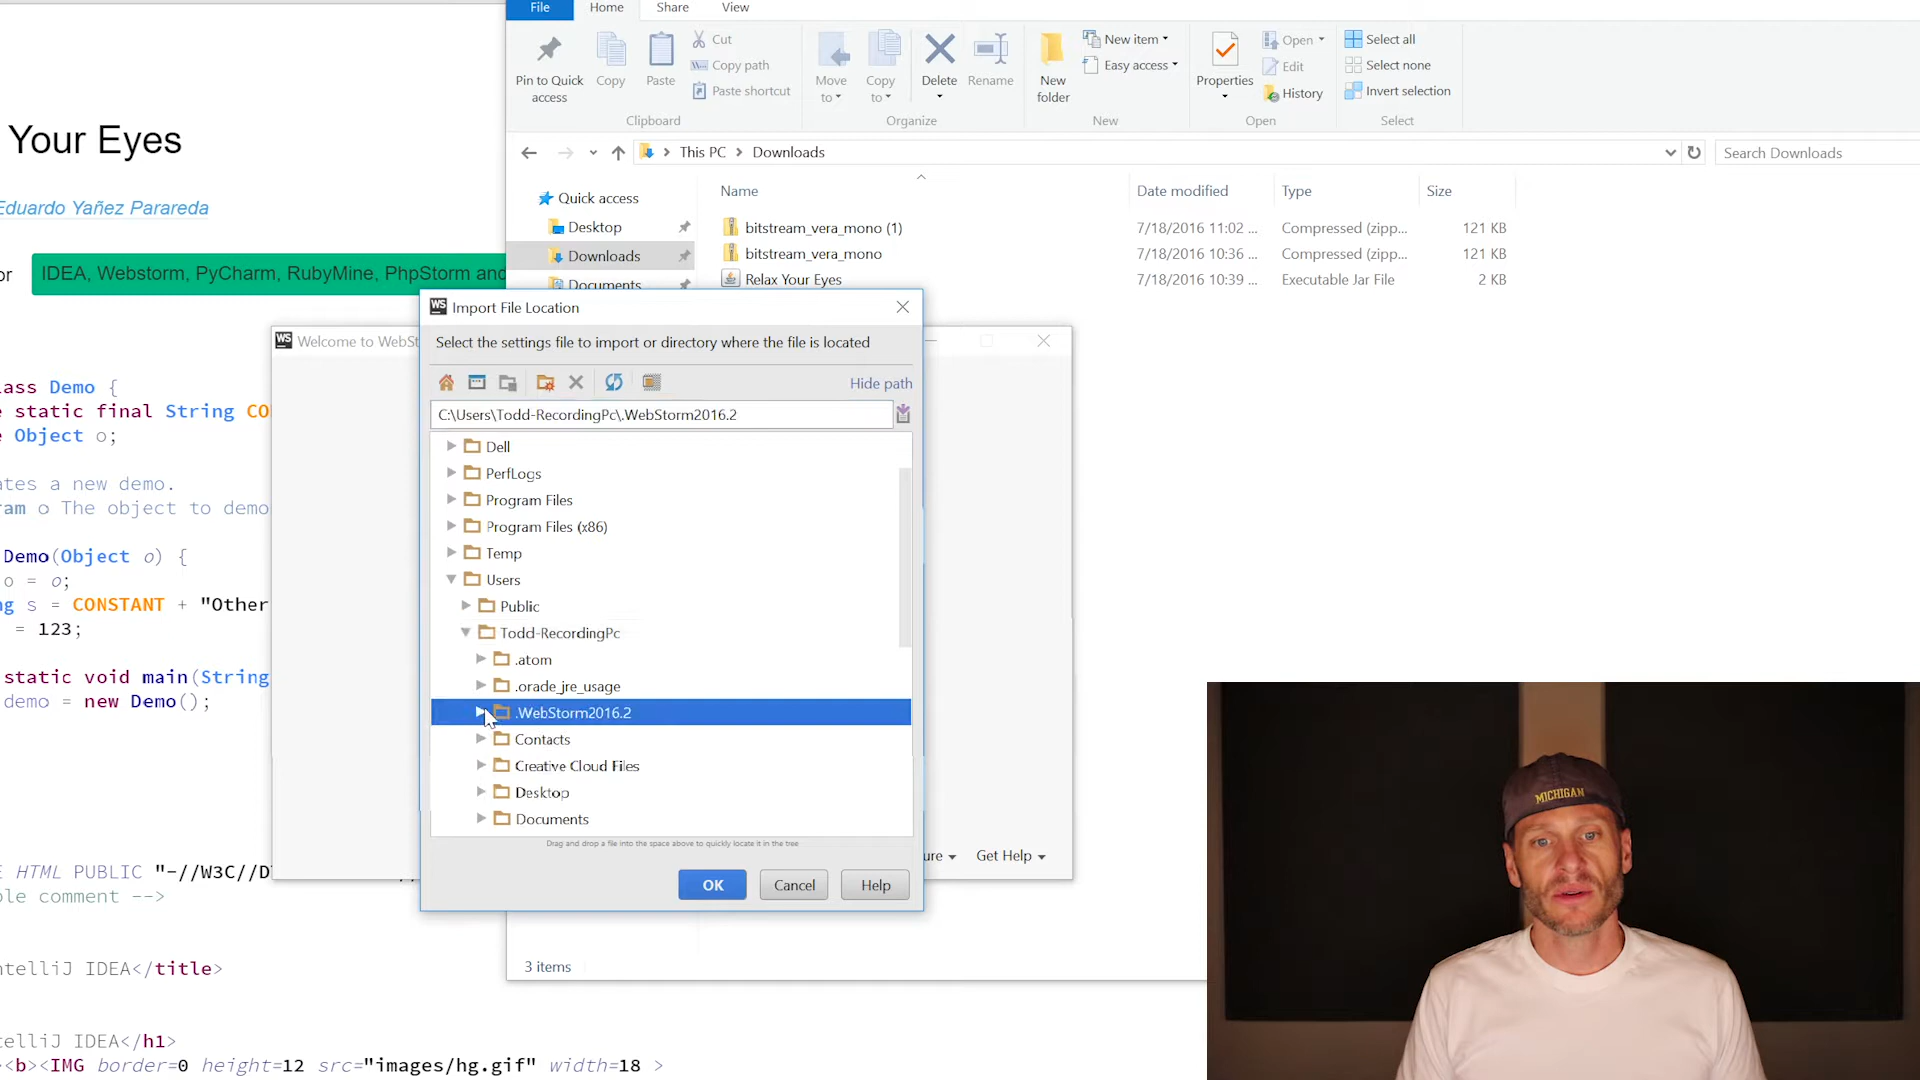 File Home Share View
Pin to Quick access
Copy
Paste
Cut
Copy path
Paste shortcut
Clipboard
Move to
Copy to
Delete
Rename
Organize
New folder
New item
Easy access
New
Properties
Open
Edit
History
Open
Select all
Select none
Invert selection
Select
This PC Downloads
Search Downloads
Name Date modified Type Size
Quick access
Desktop
Downloads
Documents
bitstream_vera_mono (1) 7/18/2016 11:02 ... Compressed (zipp... 121 KB
bitstream_vera_mono 7/18/2016 10:36 ... Compressed (zipp... 121 KB
Relax Your Eyes 7/18/2016 10:39 ... Executable Jar File 2 KB
3 items
Your Eyes
Eduardo Yañez Parareda
or IDEA, Webstorm, PyCharm, RubyMine, PhpStorm and
lass Demo {
e static final String CO
e Object o;
ates a new demo.
ram o The object to demo
Demo(Object o) {
o = o;
ng s = CONSTANT + "Other
= 123;
static void main(String
demo = new Demo();
E HTML PUBLIC "-//W3C//D
ple comment -->
ntelliJ IDEA</title>
telliJ IDEA</h1>
<b><IMG border=0 height=12 src="images/hg.gif" width=18 >
WS Welcome to WebSt
ure Get Help
WS Import File Location
Select the settings file to import or directory where the file is located
Hide path
C:\Users\Todd-RecordingPc\.WebStorm2016.2
Dell
PerfLogs
Program Files
Program Files (x86)
Temp
Users
Public
Todd-RecordingPc
.atom
.oracle_jre_usage
.WebStorm2016.2
Contacts
Creative Cloud Files
Desktop
Documents
Drag and drop a file into the space above to quickly locate it in the tree
OK Cancel Help
MICHIGAN